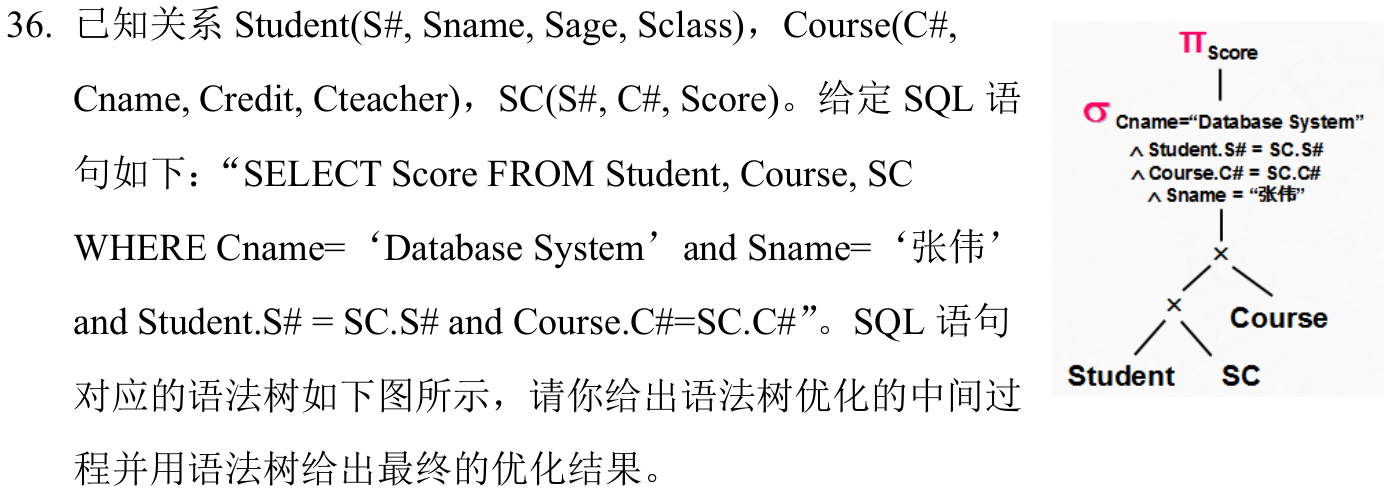 36. 已知关系 Student(S#, Sname, Sage, Sclass)，Course(C#,
Cname, Credit, Cteacher)，SC(S#, C#, Score)。给定 SQL 语
句如下：“SELECT Score FROM Student, Course, SC
WHERE Cname=‘Database System’and Sname=‘张伟’
and Student.S# = SC.S# and Course.C#=SC.C#”。SQL 语句
对应的语法树如下图所示，请你给出语法树优化的中间过
程并用语法树给出最终的优化结果。
π Score
σ Cname=“Database System”
∧ Student.S# = SC.S#
∧ Course.C# = SC.C#
∧ Sname = “张伟”
×
×
Course
Student SC